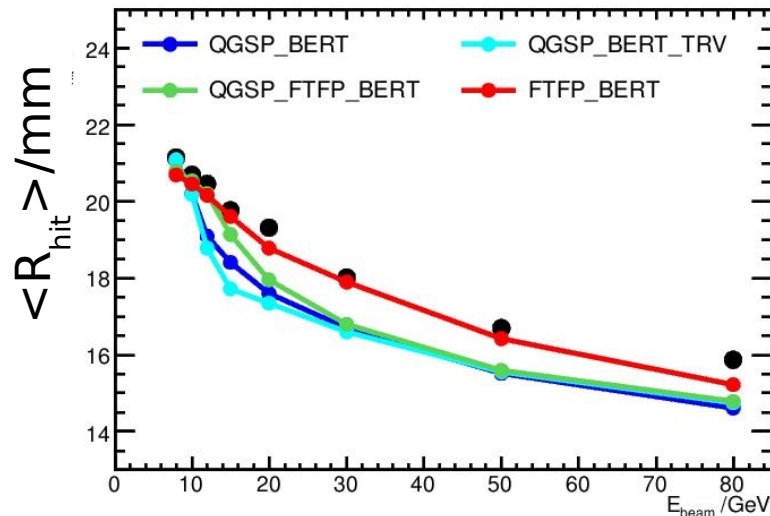 24
22
20
18
16
14
<R_hit>/mm
QGSP_BERT
QGSP_BERT_TRV
QGSP_FTFP_BERT
FTFP_BERT
0 10 20 30 40 50 60 70 80
E_beam /GeV